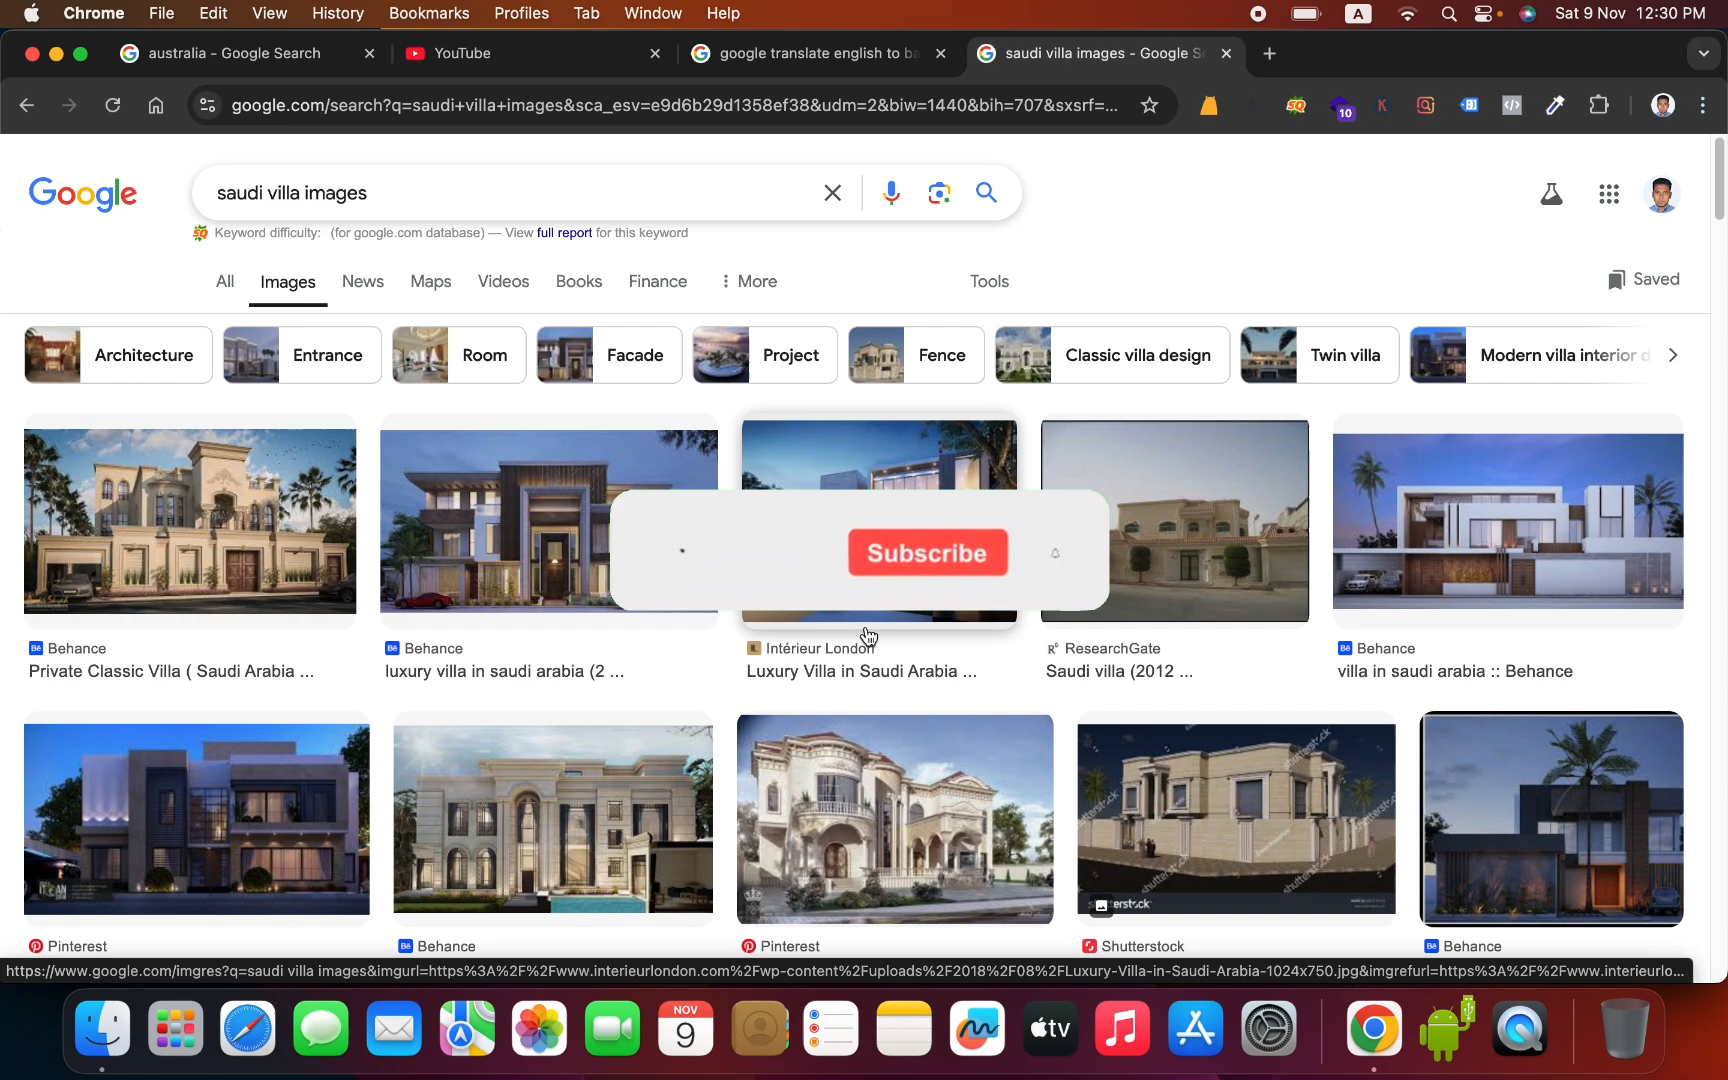 Chrome File Edit View History Bookmarks Profiles Tab Window Help
A
Sat 9 Nov 12:30 PM
australia - Google Search
YouTube
google translate english to ba
saudi villa images - Google Se
google.com/search?q=saudi+villa+images&sca_esv=e9d6b29d1358ef38&udm=2&biw=1440&bih=707&sxsrf=...
10
K
Google
saudi villa images
Keyword difficulty: (for google.com database) — View full report for this keyword
All Images News Maps Videos Books Finance More Tools
Saved
Architecture Entrance Room Facade Project Fence Classic villa design Twin villa Modern villa interior d
Subscribe
Behance
Private Classic Villa ( Saudi Arabia ...
Behance
luxury villa in saudi arabia (2 ...
Intérieur London
Luxury Villa in Saudi Arabia ...
ResearchGate
Saudi villa (2012 ...
Behance
villa in saudi arabia :: Behance
shutterstock
Pinterest
Behance
Pinterest
Shutterstock
Behance
https://www.google.com/imgres?q=saudi villa images&imgurl=https%3A%2F%2Fwww.interieurlondon.com%2Fwp-content%2Fuploads%2F2018%2F08%2FLuxury-Villa-in-Saudi-Arabia-1024x750.jpg&imgrefurl=https%3A%2F%2Fwww.interieurlo...
NOV
9
tv